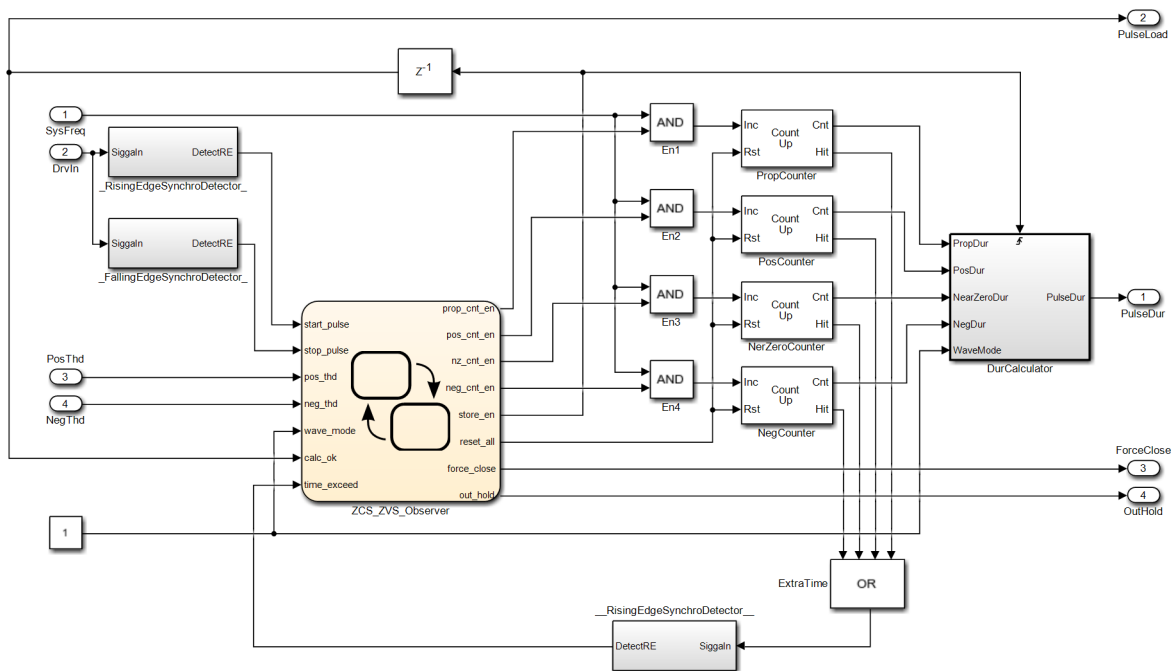 2
PulseLoad
Z-1
1
SysFreq
2
DrvIn
SiggaIn
DetectRE
_RisingEdgeSynchroDetector_
SiggaIn
DetectRE
_FallingEdgeSynchroDetector_
AND
En1
Inc
Rst
Count
Up
Cnt
Hit
PropCounter
AND
En2
Inc
Rst
Count
Up
Cnt
Hit
PosCounter
AND
En3
Inc
Rst
Count
Up
Cnt
Hit
NerZeroCounter
AND
En4
Inc
Rst
Count
Up
Cnt
Hit
NegCounter
PropDur
PosDur
NearZeroDur
NegDur
WaveMode
PulseDur
DurCalculator
1
PulseDur
PosThd
3
4
NegThd
start_pulse
stop_pulse
pos_thd
neg_thd
wave_mode
calc_ok
time_exceed
prop_cnt_en
pos_cnt_en
nz_cnt_en
neg_cnt_en
store_en
reset_all
force_close
out_hold
ZCS_ZVS_Observer
ForceClose
3
4
OutHold
1
ExtraTime
OR
__RisingEdgeSynchroDetector__
DetectRE
SiggaIn